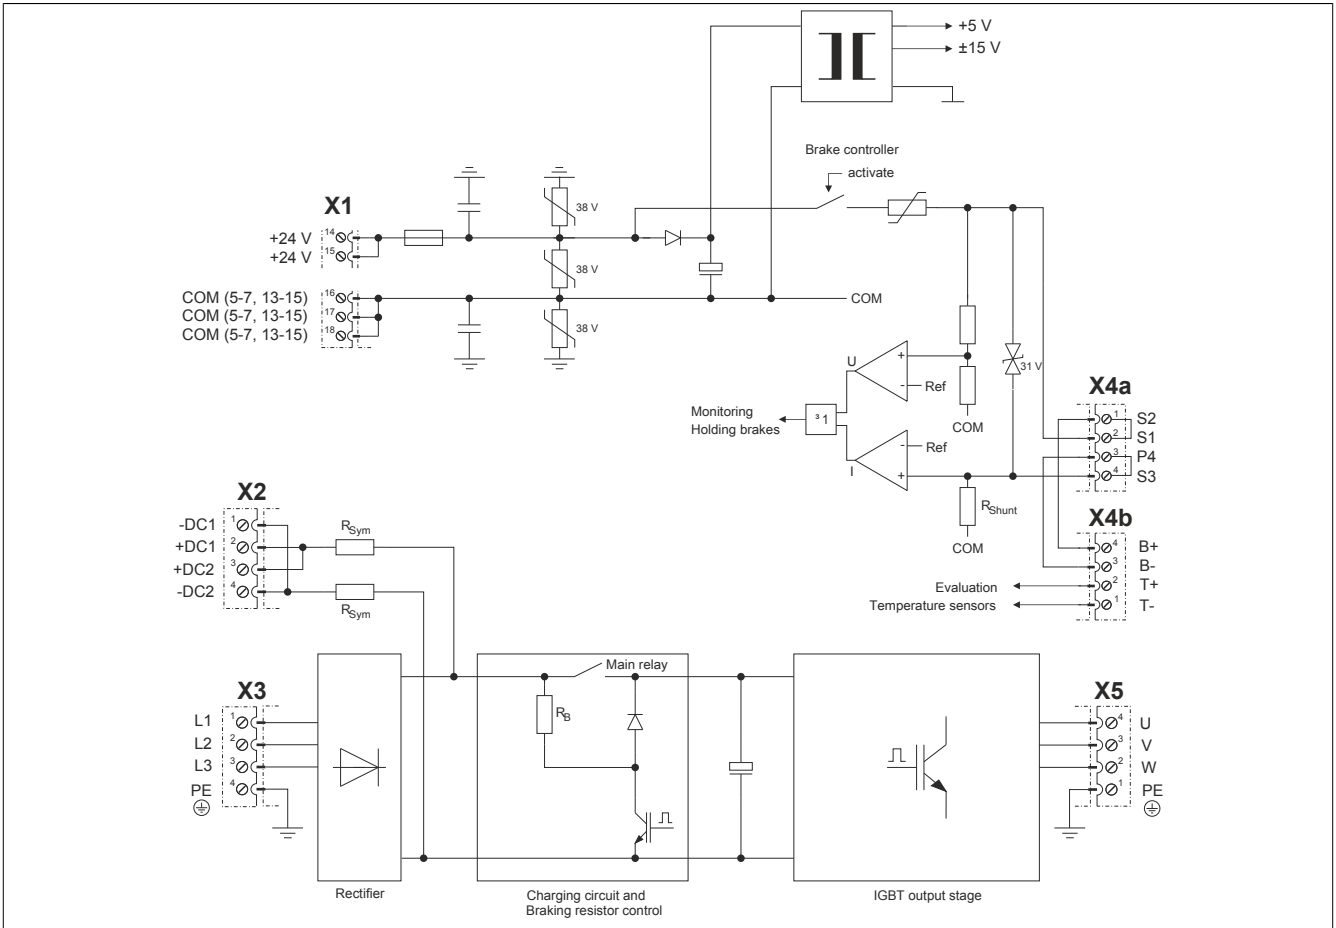 +5 V
±15 V
Brake controller
activate
X1
38 V
+24 V
14
+24 V
15
38 V
COM (5-7, 13-15)
16
COM
COM (5-7, 13-15)
17
COM (5-7, 13-15)
18
38 V
U
+
31 V
-
Ref
X4a
Monitoring
Holding brakes
³ 1
COM
1
S2
2
S1
-
Ref
3
P4
I
+
4
S3
X2
RShunt
X4b
-DC1
1
RSym
+DC1
2
COM
4
B+
+DC2
3
3
B-
-DC2
4
Evaluation
2
T+
RSym
Temperature sensors
1
T-
Main relay
X3
X5
L1
1
RB
4
U
L2
2
3
V
L3
3
2
W
PE
4
1
PE
Rectifier
Charging circuit and
Braking resistor control
IGBT output stage